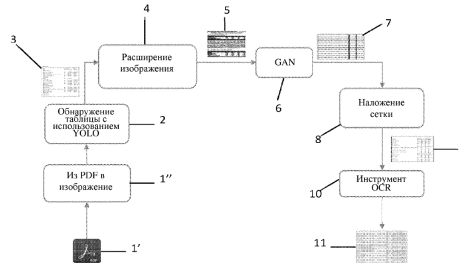 3
4
5
7
Расширение
изображения
GAN
6
Обнаружение
таблицы с
использованием
YOLO
2
Наложение
сетки
8
Из PDF в
изображение
1''
10
Инструмент
OCR
1'
11